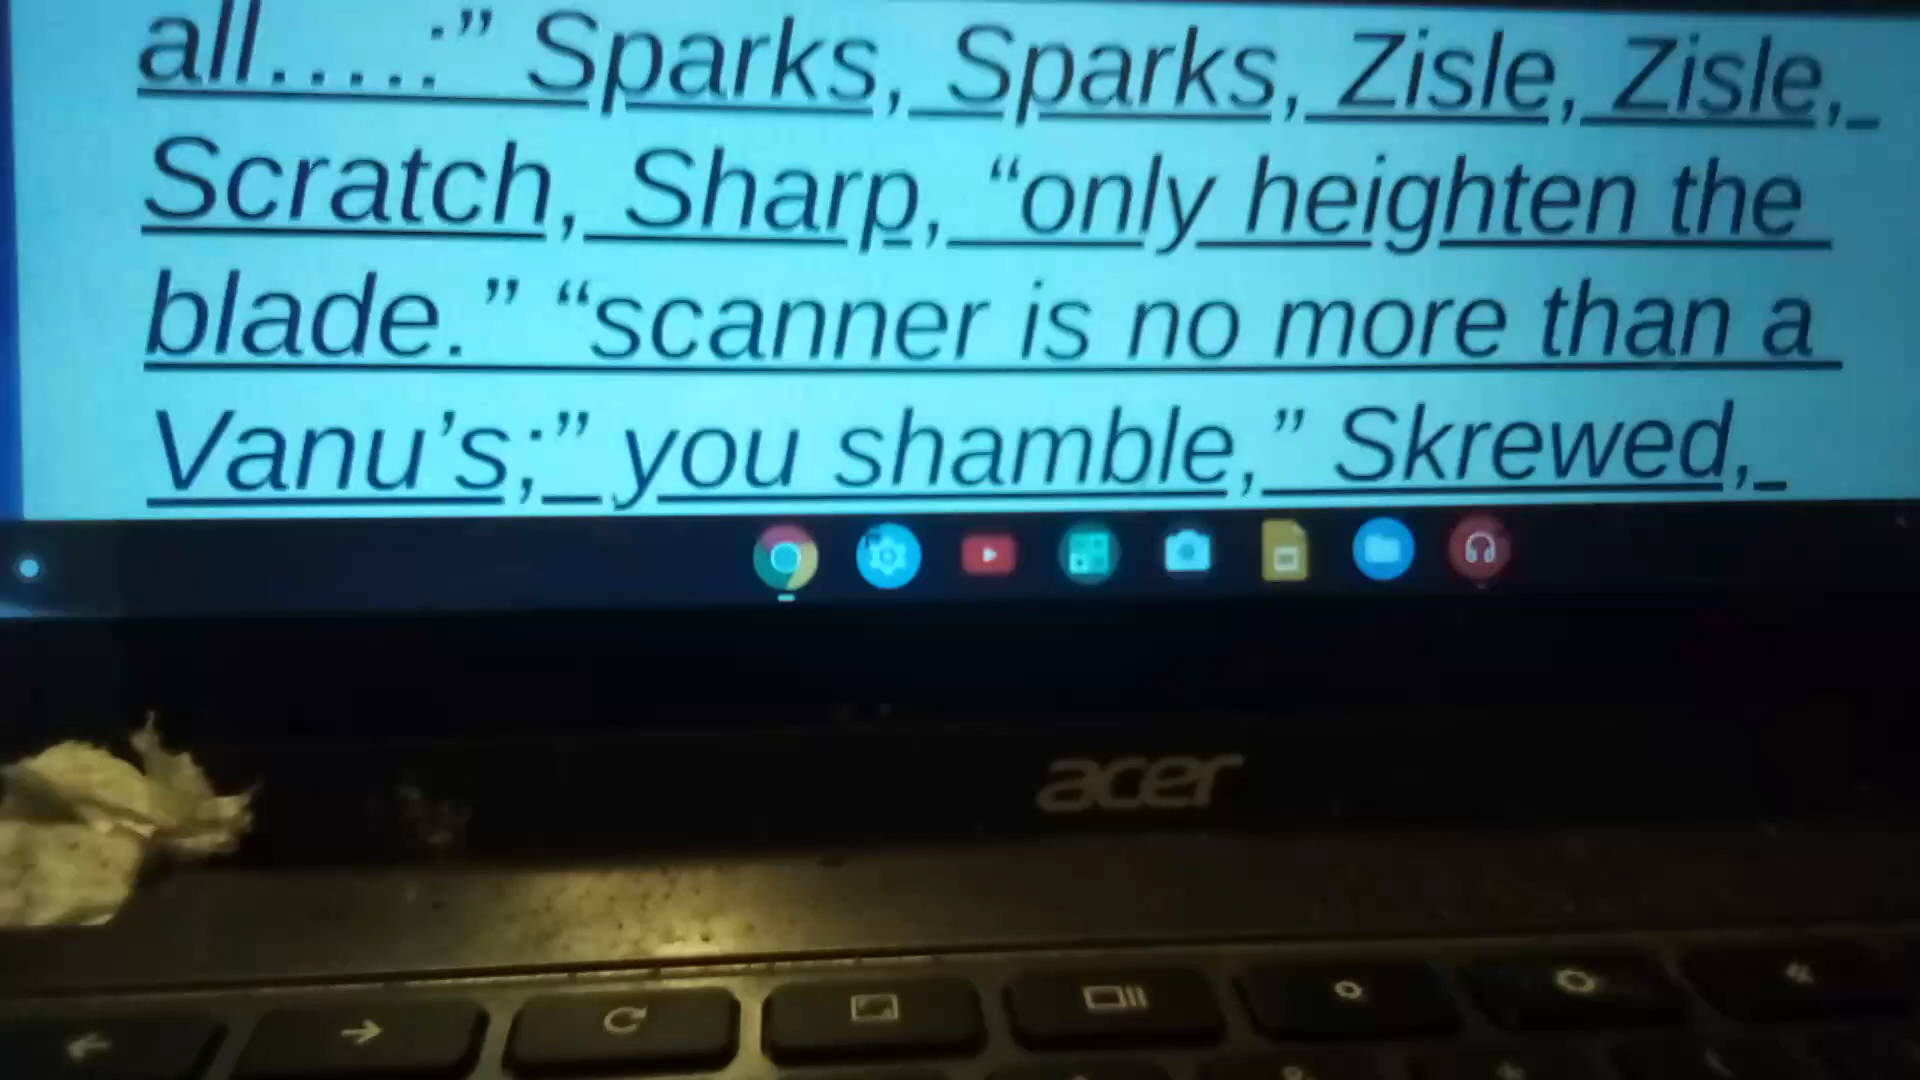 all.....:” Sparks, Sparks, Zisle, Zisle,
Scratch, Sharp, “only heighten the
blade.” “scanner is no more than a
Vanu’s;” you shamble,” Skrewed,
acer